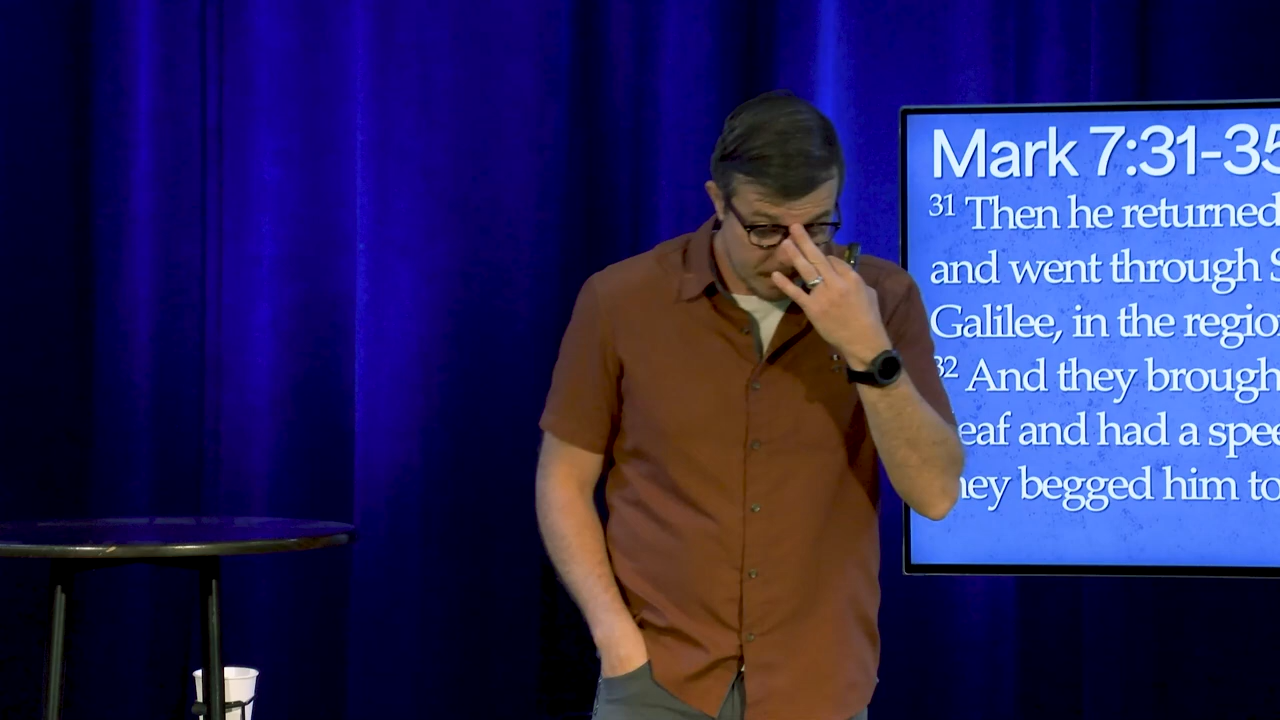 Mark 7:31-35
31 Then he returned
and went through S
Galilee, in the regio
32 And they brough
eaf and had a spee
hey begged him to